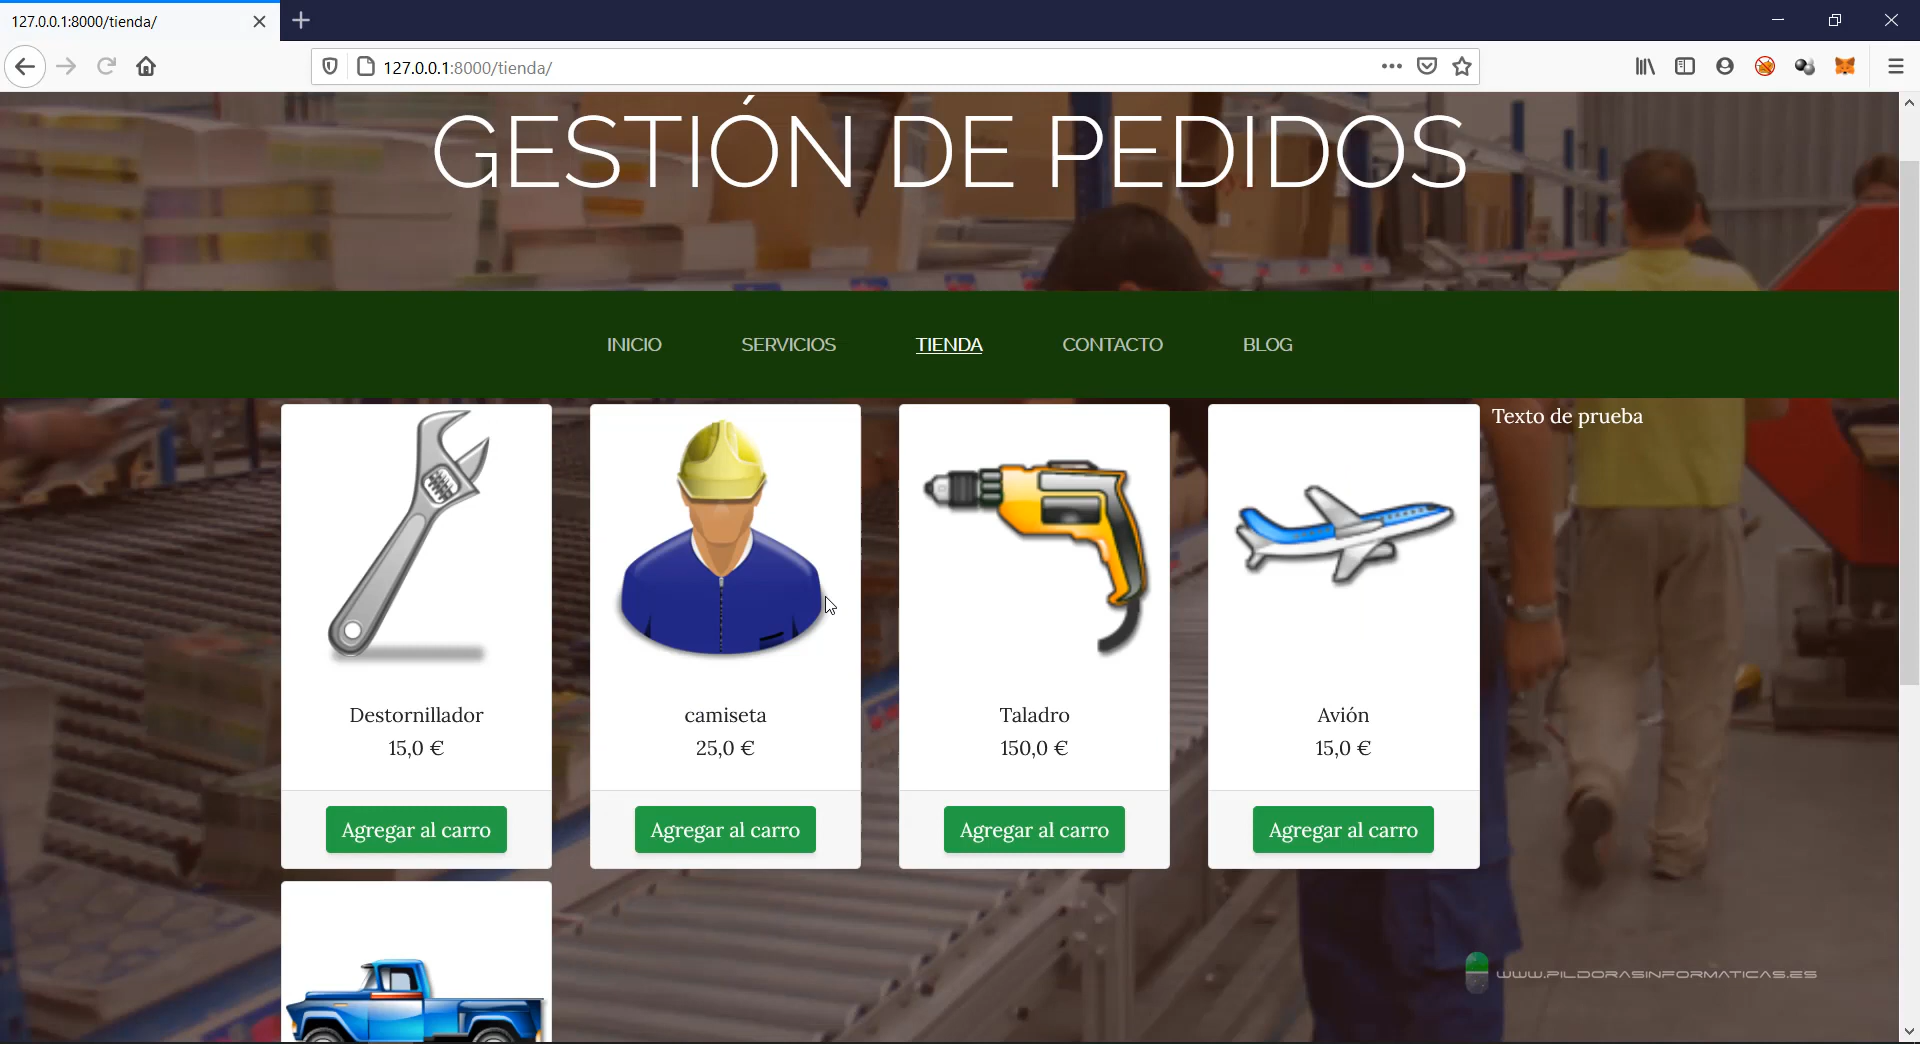 127.0.0.1:8000/tienda/
127.0.0.1:8000/tienda/
GESTIÓN DE PEDIDOS
INICIO SERVICIOS TIENDA CONTACTO BLOG
Texto de prueba
Destornillador camiseta Taladro Avión
15,0 € 25,0 € 150,0 € 15,0 €
Agregar al carro Agregar al carro Agregar al carro Agregar al carro
WWW.PILDORASINFORMATICAS.ES